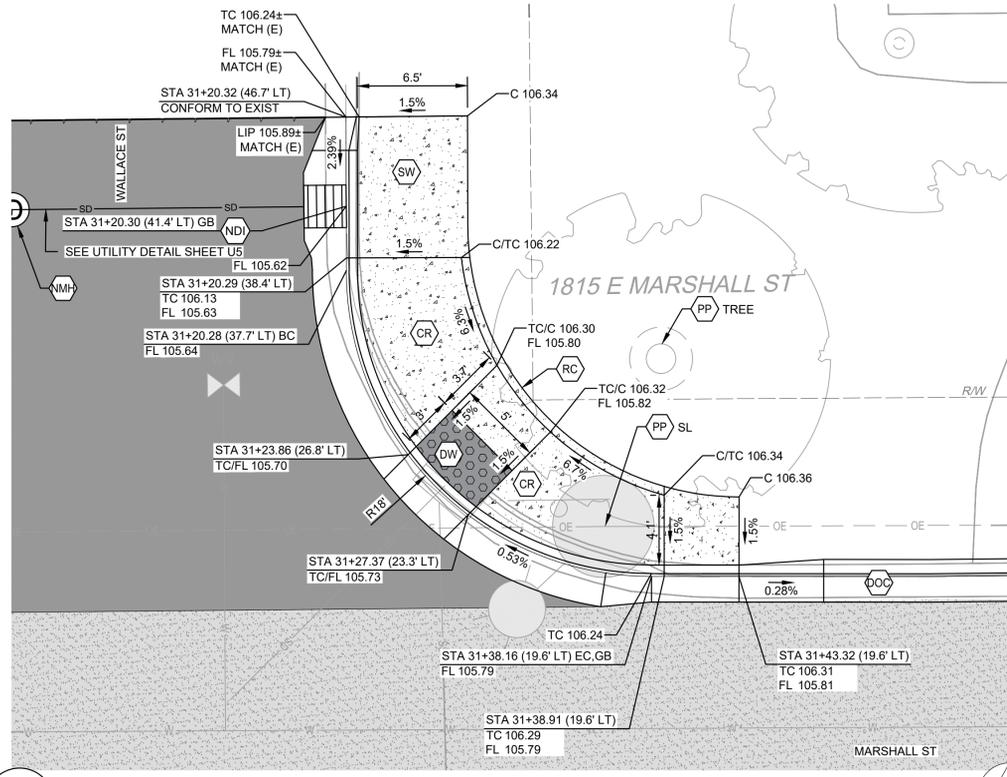 TC 106.24±
MATCH (E)
FL 105.79±
MATCH (E)
STA 31+20.32 (46.7' LT)
CONFORM TO EXIST
LIP 105.89±
MATCH (E)
6.5'
1.5%
C 106.34
WALLACE ST
2.39%
SW
SD
SD
D
STA 31+20.30 (41.4' LT) GB
NDI
SEE UTILITY DETAIL SHEET U5
FL 105.62
NMH
1.5%
C/TC 106.22
STA 31+20.29 (38.4' LT)
TC 106.13
FL 105.63
1815 E MARSHALL ST
PP
TREE
STA 31+20.28 (37.7' LT) BC
FL 105.64
CR
6.3%
TC/C 106.30
FL 105.80
RC
3.7'
3'
1.5%
5'
1.5%
TC/C 106.32
FL 105.82
R/W
PP
SL
STA 31+23.86 (26.8' LT)
TC/FL 105.70
DW
CR
6.7%
C/TC 106.34
C 106.36
R18'
4.1'
1.5%
1.5%
OE
OE
OE
STA 31+27.37 (23.3' LT)
TC/FL 105.73
0.53%
0.28%
DOC
TC 106.24
STA 31+38.16 (19.6' LT) EC,GB
FL 105.79
STA 31+43.32 (19.6' LT)
TC 106.31
FL 105.81
STA 31+38.91 (19.6' LT)
TC 106.29
FL 105.79
W
W
MARSHALL ST